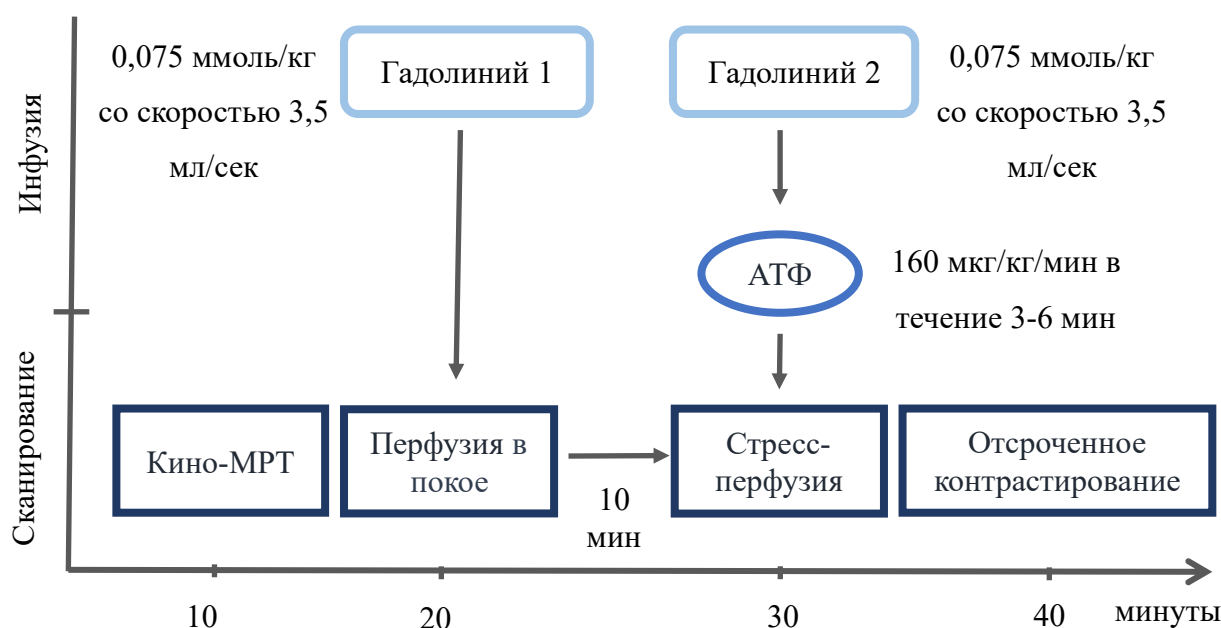 Инфузия
0,075 ммоль/кг
со скоростью 3,5
мл/сек
Гадолиний 1
Гадолиний 2
0,075 ммоль/кг
со скоростью 3,5
мл/сек
АТФ
160 мкг/кг/мин в
течение 3-6 мин
Сканирование
Кино-МРТ
Перфузия в
покое
10
мин
Стресс-
перфузия
Отсроченное
контрастирование
10
20
30
40
минуты